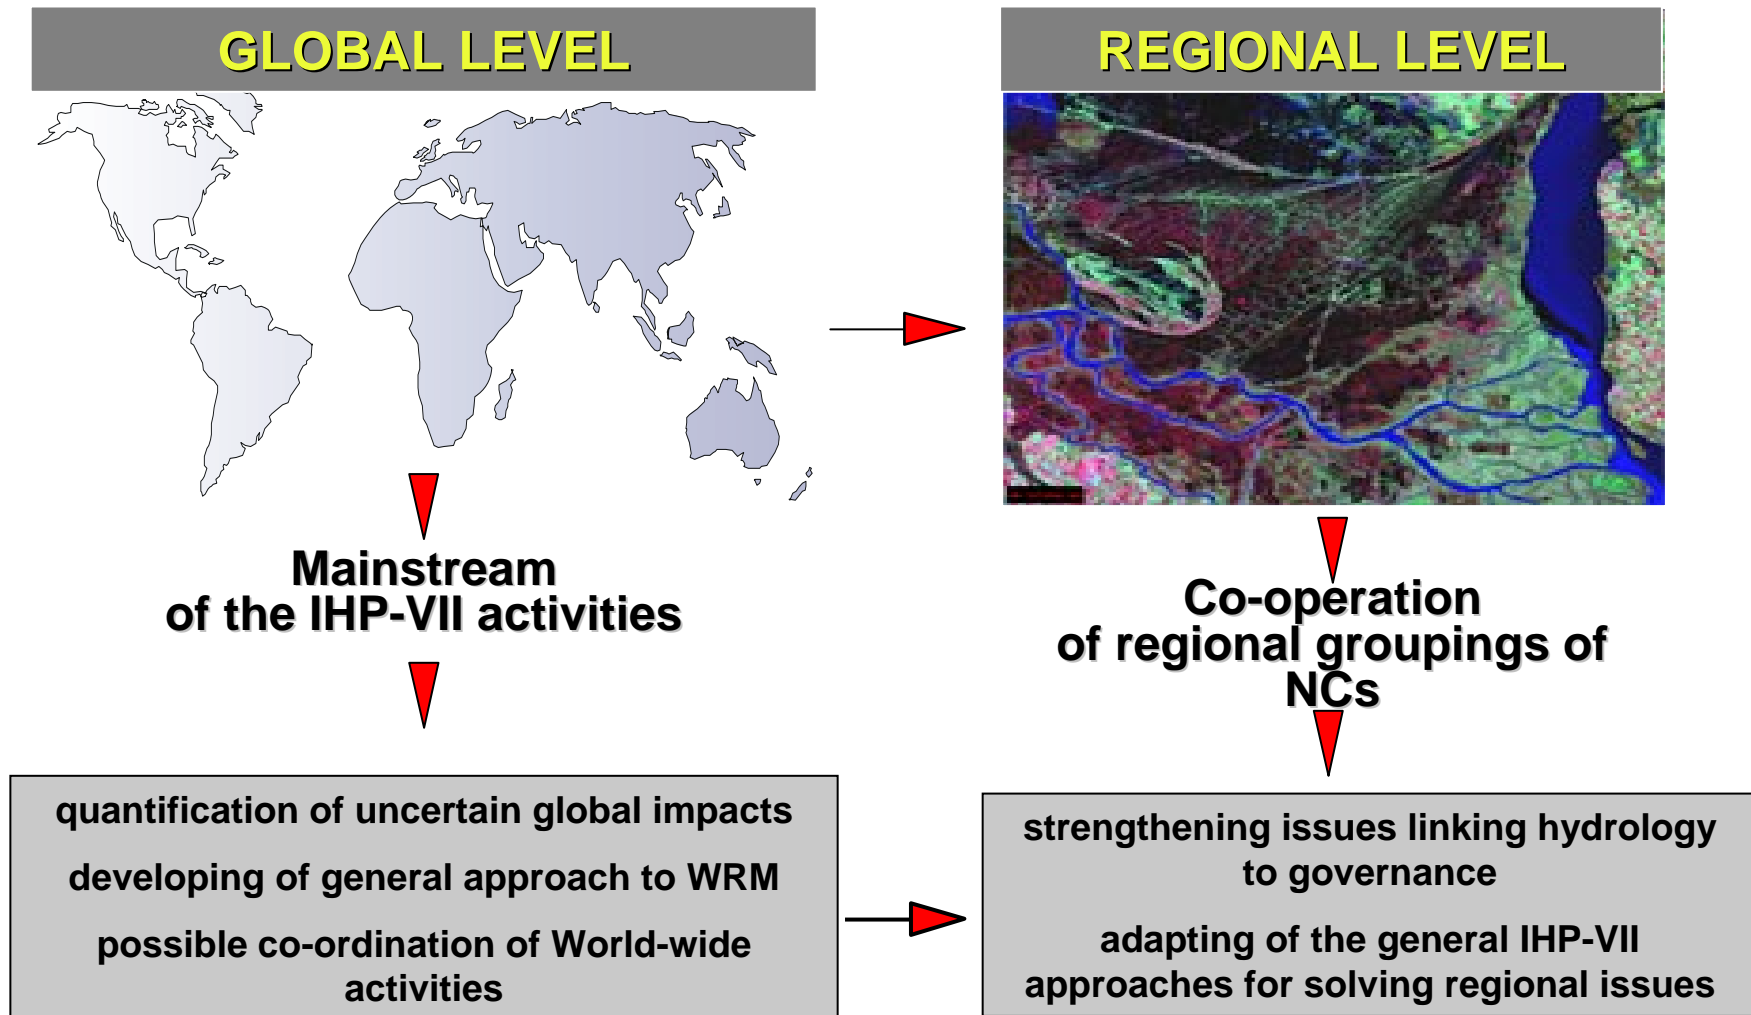 GLOBAL LEVEL
Mainstream
of the IHP-VII activities
quantification of uncertain global impacts
developing of general approach to WRM
possible co-ordination of World-wide
activities
REGIONAL LEVEL
Co-operation
of regional groupings of
NCs
strengthening issues linking hydrology
to governance
adapting of the general IHP-VII
approaches for solving regional issues